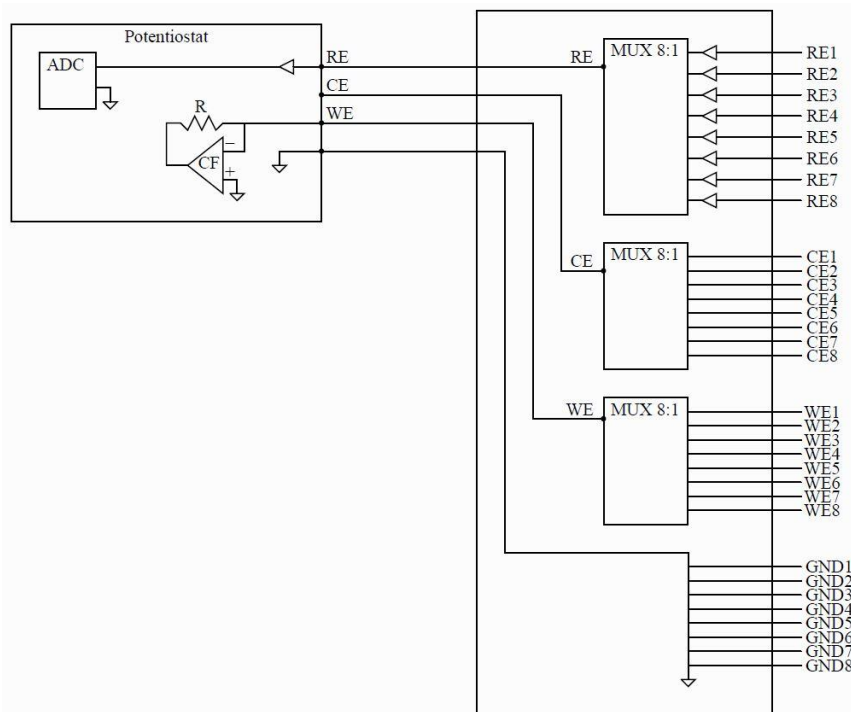 Potentiostat
ADC
R
CF
−
+
RE
CE
WE
RE
MUX 8:1
RE1
RE2
RE3
RE4
RE5
RE6
RE7
RE8
CE
MUX 8:1
CE1
CE2
CE3
CE4
CE5
CE6
CE7
CE8
WE
MUX 8:1
WE1
WE2
WE3
WE4
WE5
WE6
WE7
WE8
GND1
GND2
GND3
GND4
GND5
GND6
GND7
GND8